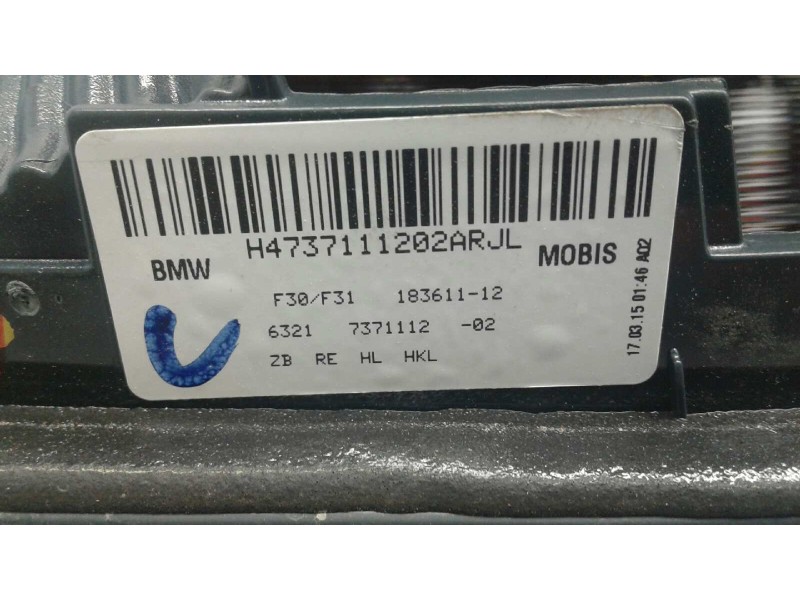 H4737111202ARJL
BMW
MOBIS
F30/F31 183611-12
6321 7371112 -02
ZB RE HL HKL
17.03.15 01:46 A02